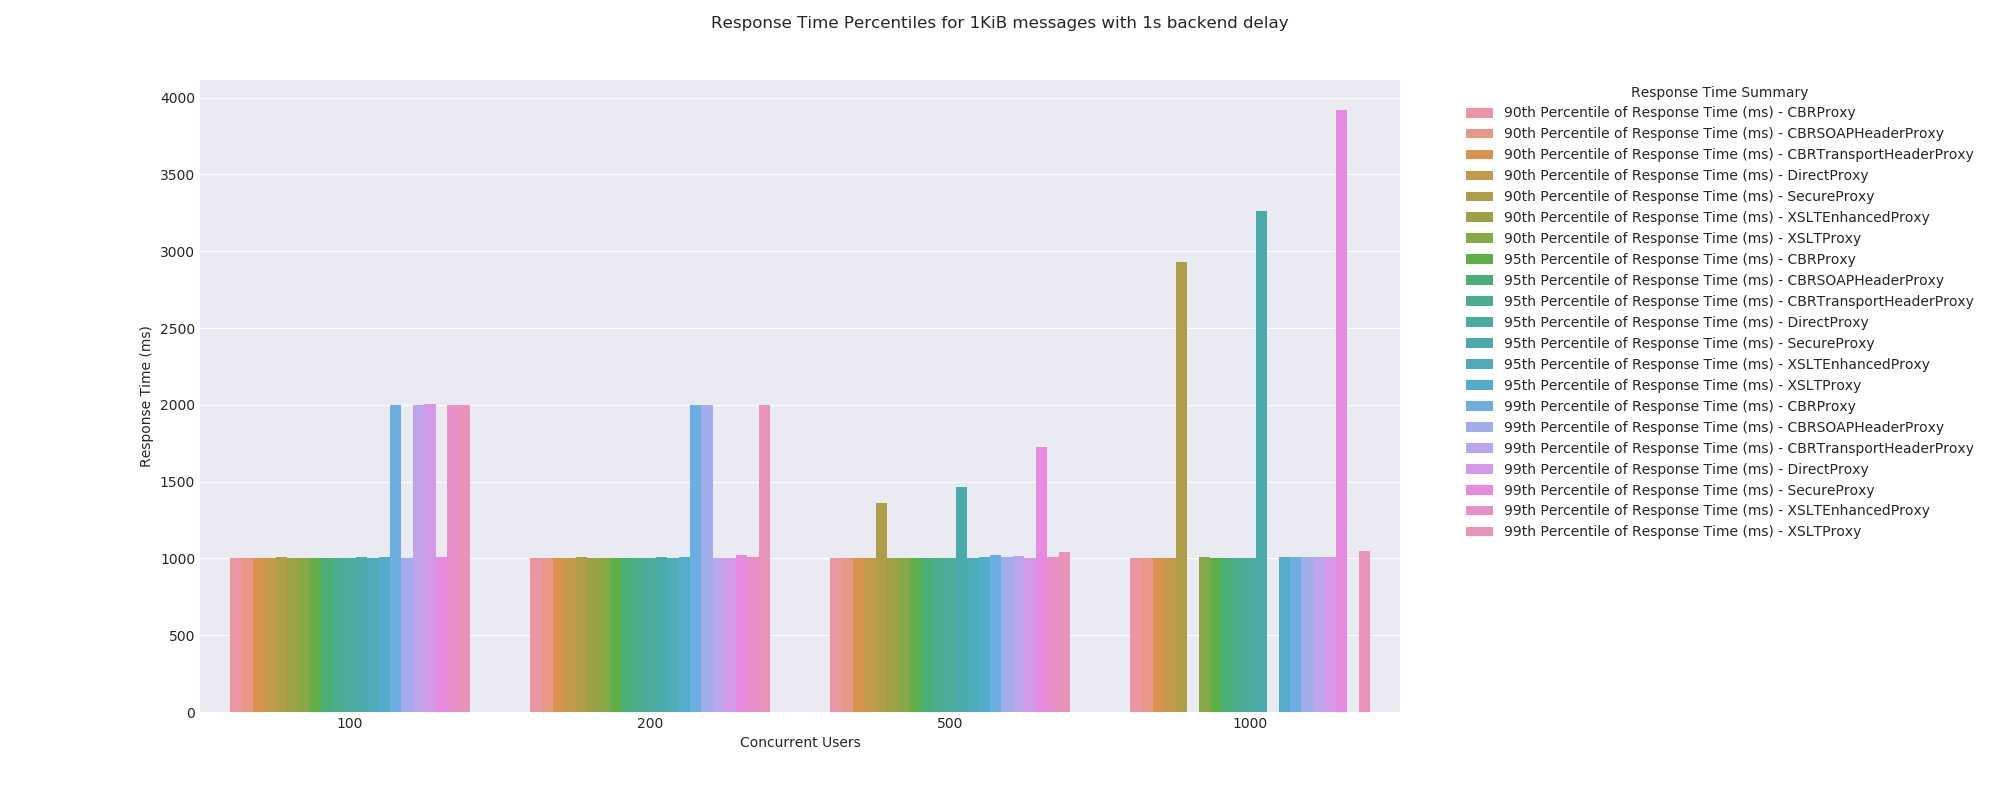 Response Time Percentiles for 1KiB messages with 1s backend delay
4000
3500
3000
2500
2000
1500
1000
500
0
Response Time (ms)
100
200
500
1000
Concurrent Users
Response Time Summary
90th Percentile of Response Time (ms) - CBRProxy
90th Percentile of Response Time (ms) - CBRSOAPHeaderProxy
90th Percentile of Response Time (ms) - CBRTransportHeaderProxy
90th Percentile of Response Time (ms) - DirectProxy
90th Percentile of Response Time (ms) - SecureProxy
90th Percentile of Response Time (ms) - XSLTEnhancedProxy
90th Percentile of Response Time (ms) - XSLTProxy
95th Percentile of Response Time (ms) - CBRProxy
95th Percentile of Response Time (ms) - CBRSOAPHeaderProxy
95th Percentile of Response Time (ms) - CBRTransportHeaderProxy
95th Percentile of Response Time (ms) - DirectProxy
95th Percentile of Response Time (ms) - SecureProxy
95th Percentile of Response Time (ms) - XSLTEnhancedProxy
95th Percentile of Response Time (ms) - XSLTProxy
99th Percentile of Response Time (ms) - CBRProxy
99th Percentile of Response Time (ms) - CBRSOAPHeaderProxy
99th Percentile of Response Time (ms) - CBRTransportHeaderProxy
99th Percentile of Response Time (ms) - DirectProxy
99th Percentile of Response Time (ms) - SecureProxy
99th Percentile of Response Time (ms) - XSLTEnhancedProxy
99th Percentile of Response Time (ms) - XSLTProxy